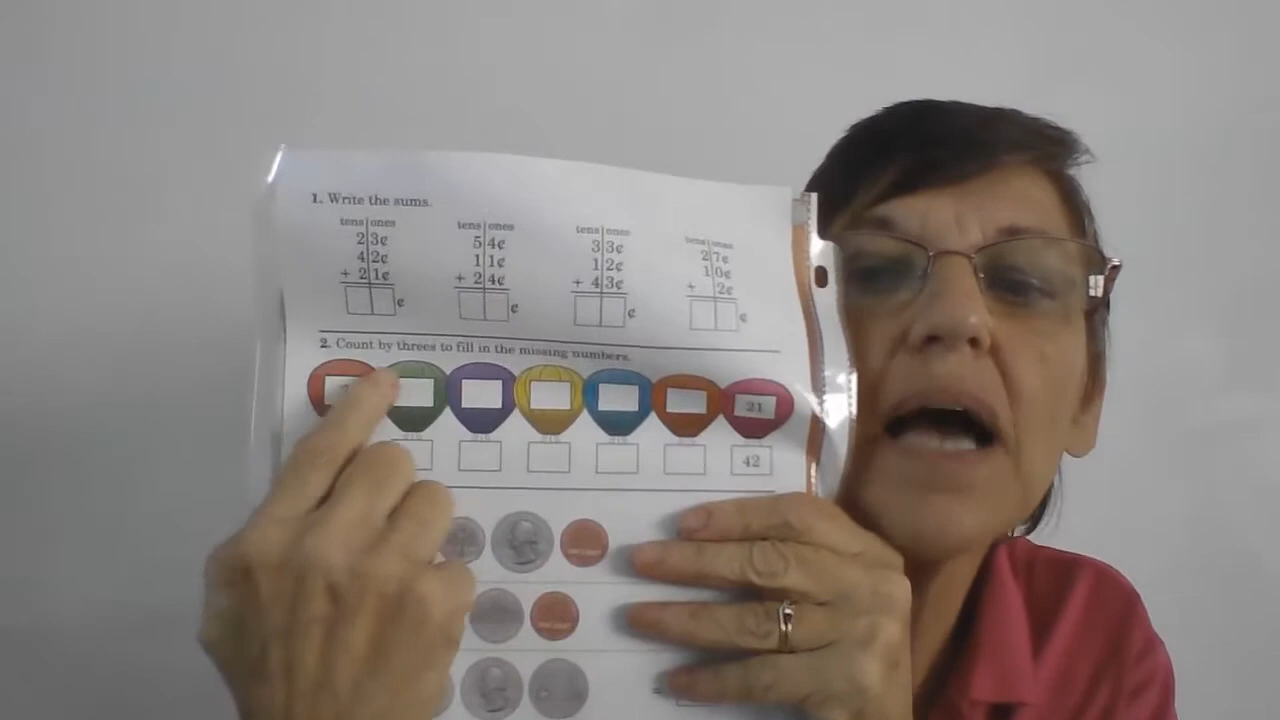 1. Write the sums.
tens ones tens ones tens ones tens ones
2 3¢ 5 4¢ 3 3¢ 2 7¢
4 2¢ 1 1¢ 1 2¢ 1 0¢
+ 2 1¢ + 2 4¢ + 4 3¢ + 2¢
¢ ¢ ¢ ¢
2. Count by threes to fill in the missing numbers.
21
42